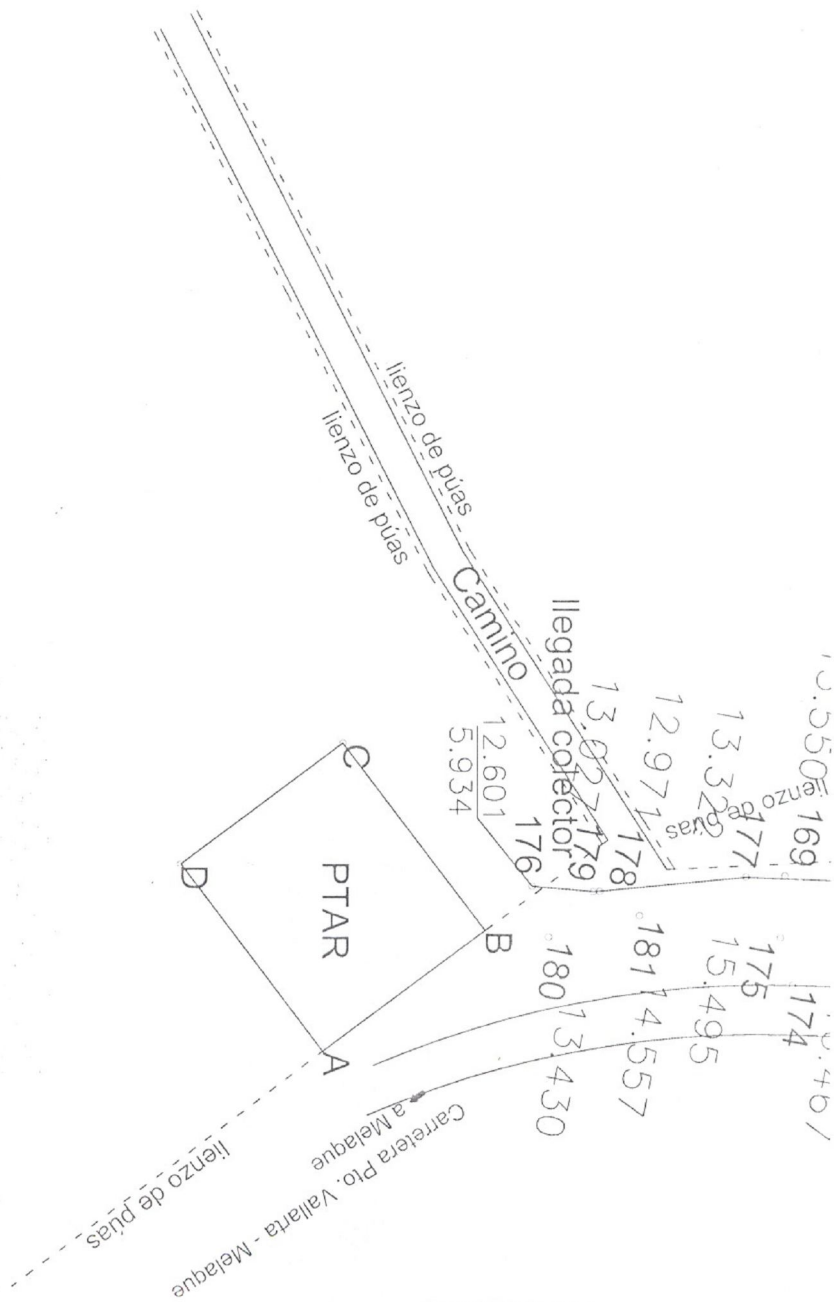 lienzo de púas
lienzo de púas
Camino
llegada colector
13.027
12.971
13.322
lienzo de púas
12.601
5.934
176
179
178
177
169
C
D
PTAR
B
A
180
13.430
181
14.557
175
15.495
174
Carretera Pto. Vallarta - Melaque
a Melaque
lienzo de púas